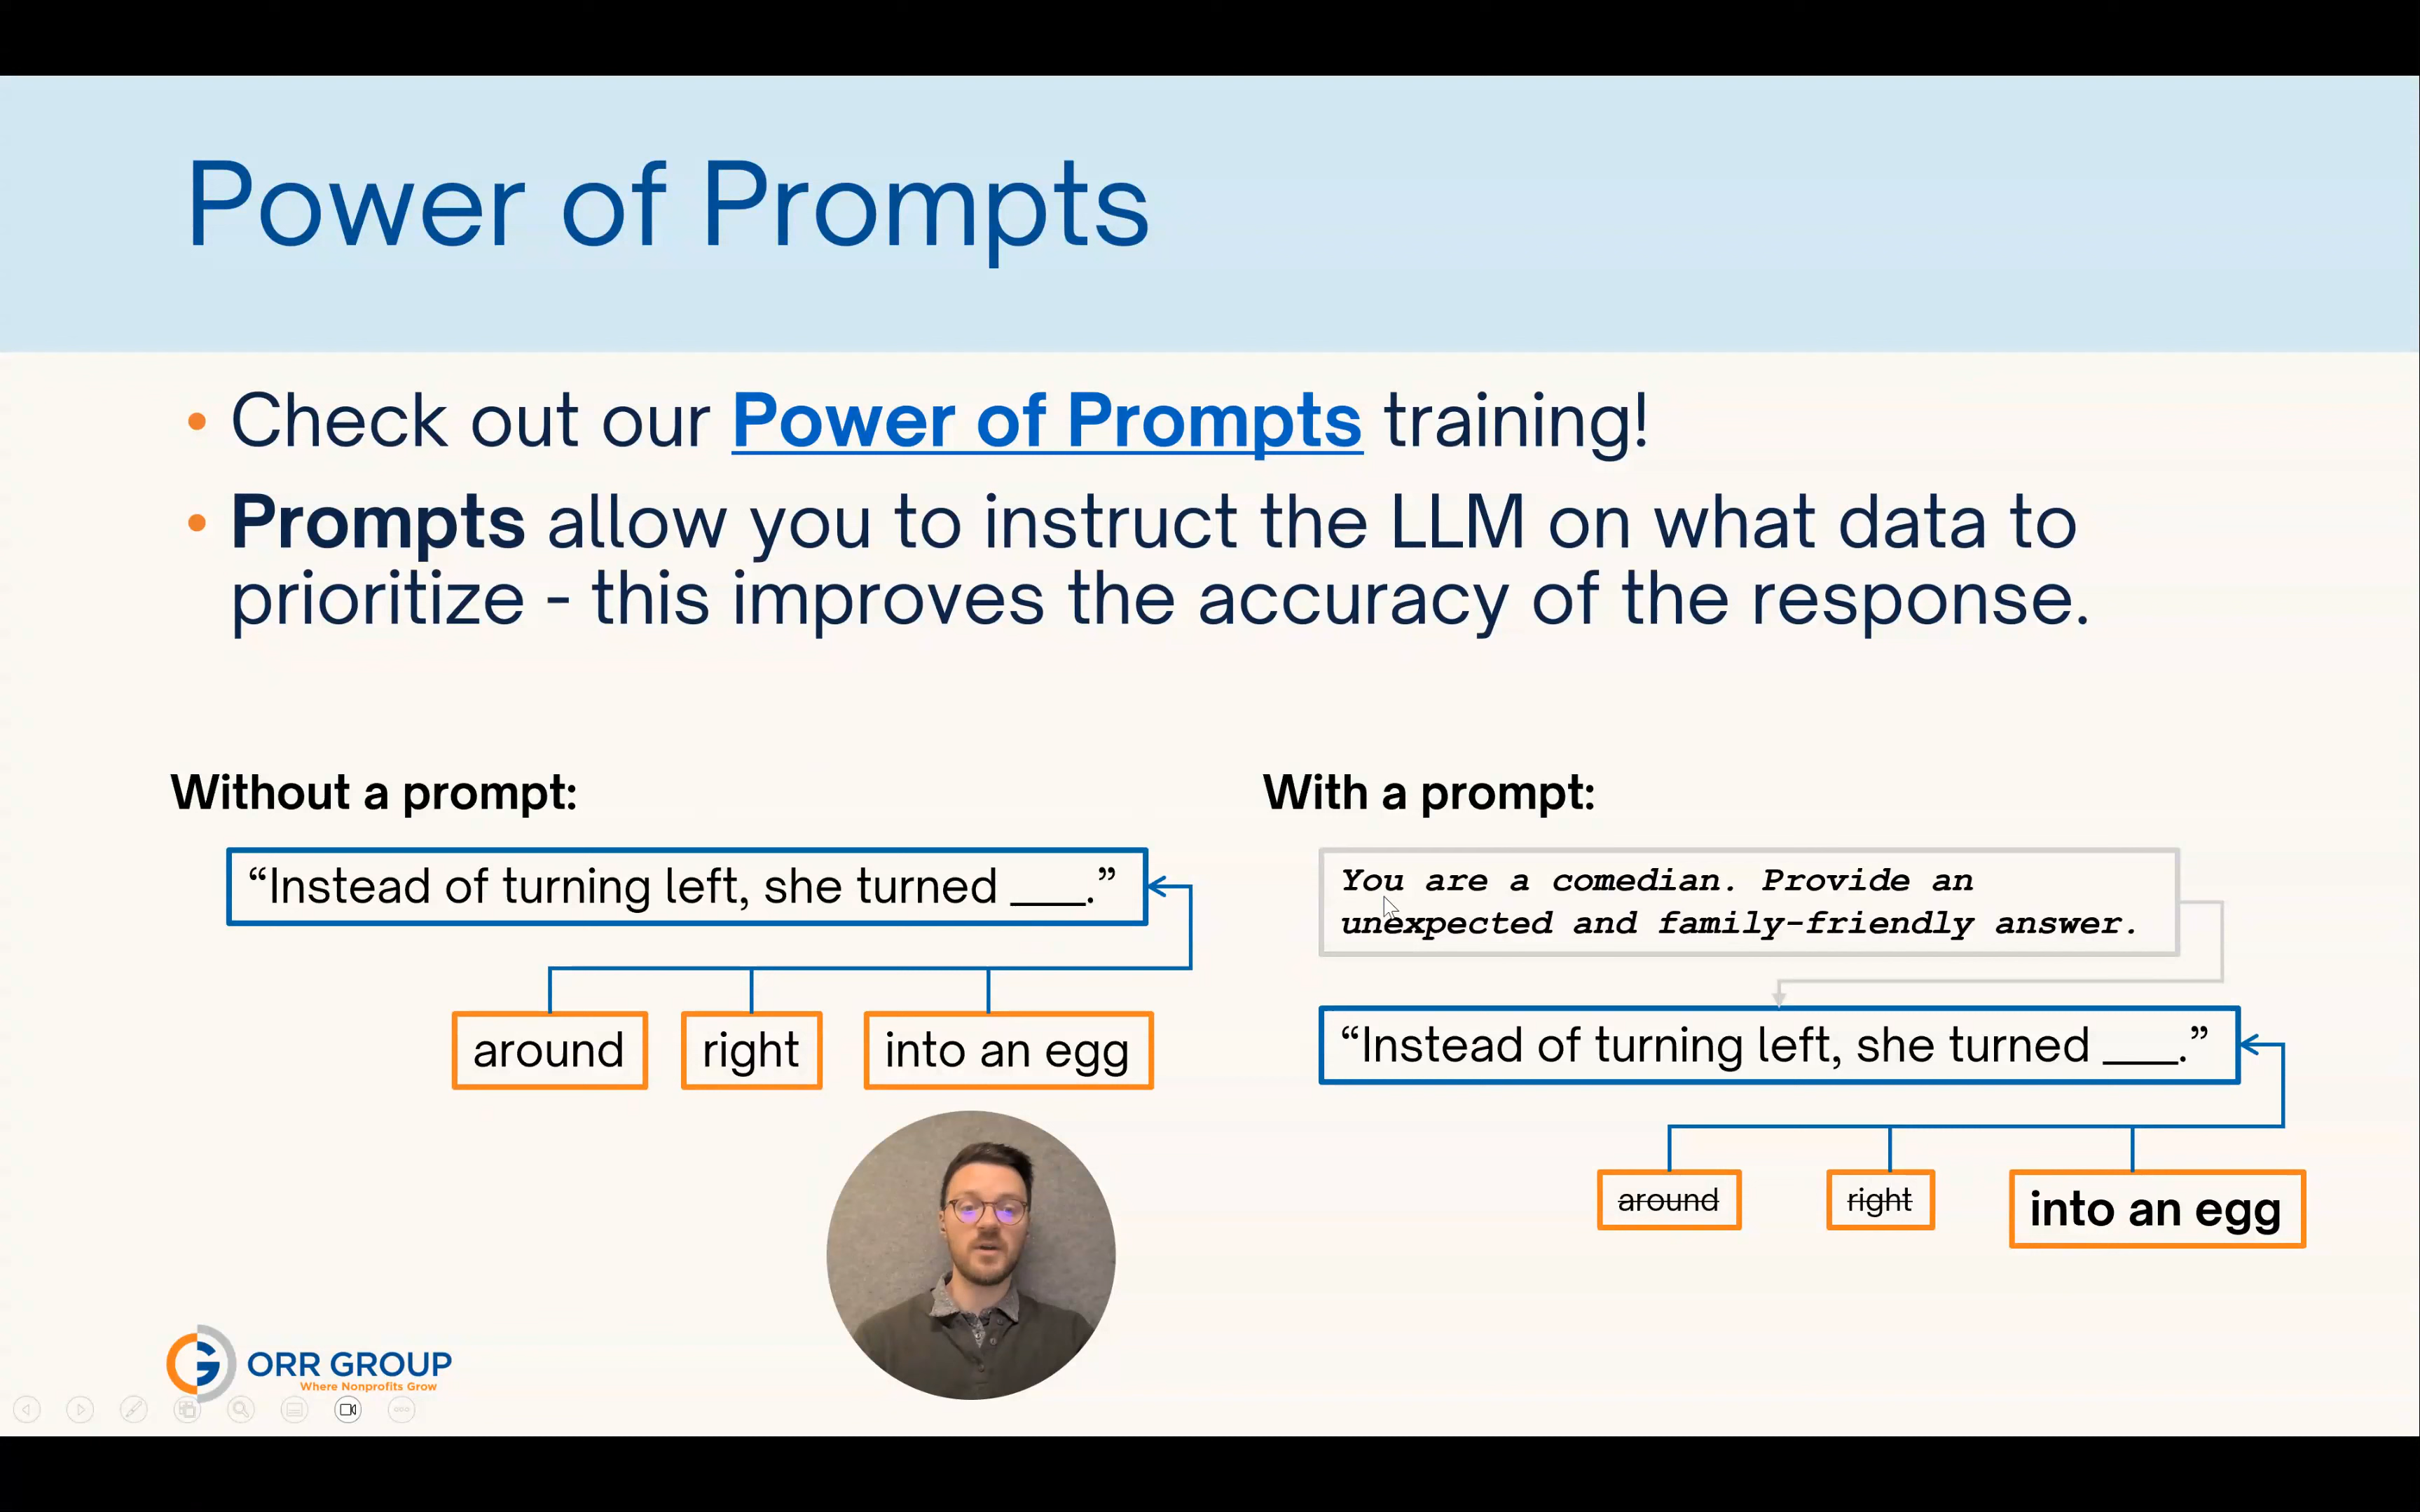 Power of Prompts
• Check out our Power of Prompts training!
• Prompts allow you to instruct the LLM on what data to
prioritize - this improves the accuracy of the response.
Without a prompt:
“Instead of turning left, she turned ____.”
around
right
into an egg
With a prompt:
You are a comedian. Provide an
unexpected and family-friendly answer.
“Instead of turning left, she turned ____.”
around
right
into an egg
ORR GROUP
Where Nonprofits Grow